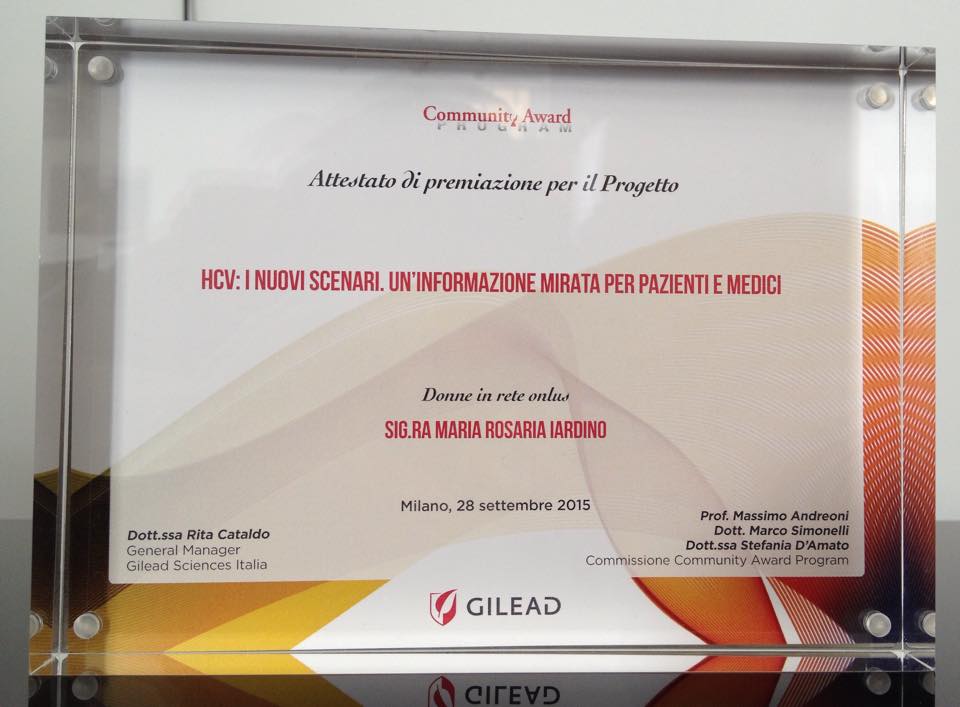 Community Award
PROGRAM
Attestato di premiazione per il Progetto
HCV: I NUOVI SCENARI. UN'INFORMAZIONE MIRATA PER PAZIENTI E MEDICI
Donne in rete onlus
SIG.RA MARIA ROSARIA IARDINO
Milano, 28 settembre 2015
Dott.ssa Rita Cataldo
General Manager
Gilead Sciences Italia
Prof. Massimo Andreoni
Dott. Marco Simonelli
Dott.ssa Stefania D'Amato
Commissione Community Award Program
GILEAD